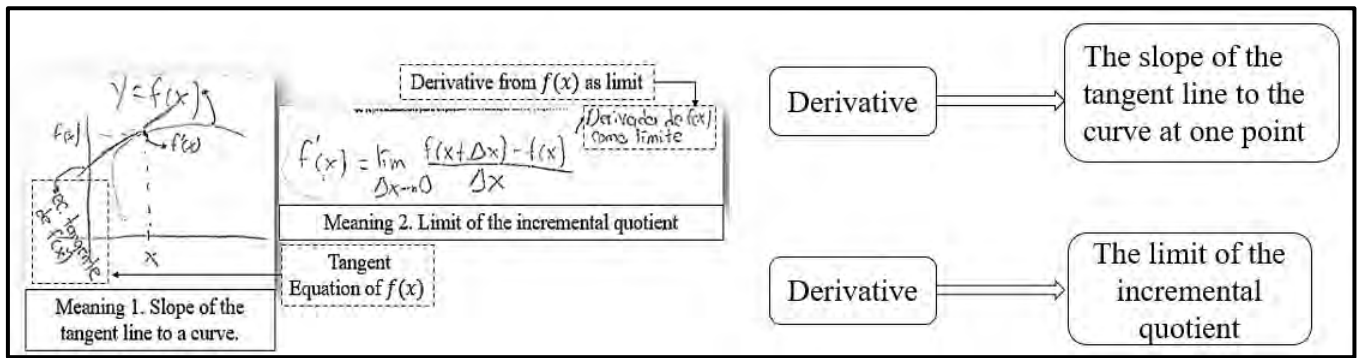 y = f(x)
f(x)
f'(x)
x
ec. tangente
de f(x)
Meaning 1. Slope of the
tangent line to a curve.
Derivative from f(x) as limit
Derivada de f(x)
como límite
f'(x) = lim f(x+Δx) - f(x)
Δx→0 Δx
Meaning 2. Limit of the incremental quotient
Tangent
Equation of f(x)
Derivative
The slope of the
tangent line to the
curve at one point
Derivative
The limit of the
incremental
quotient